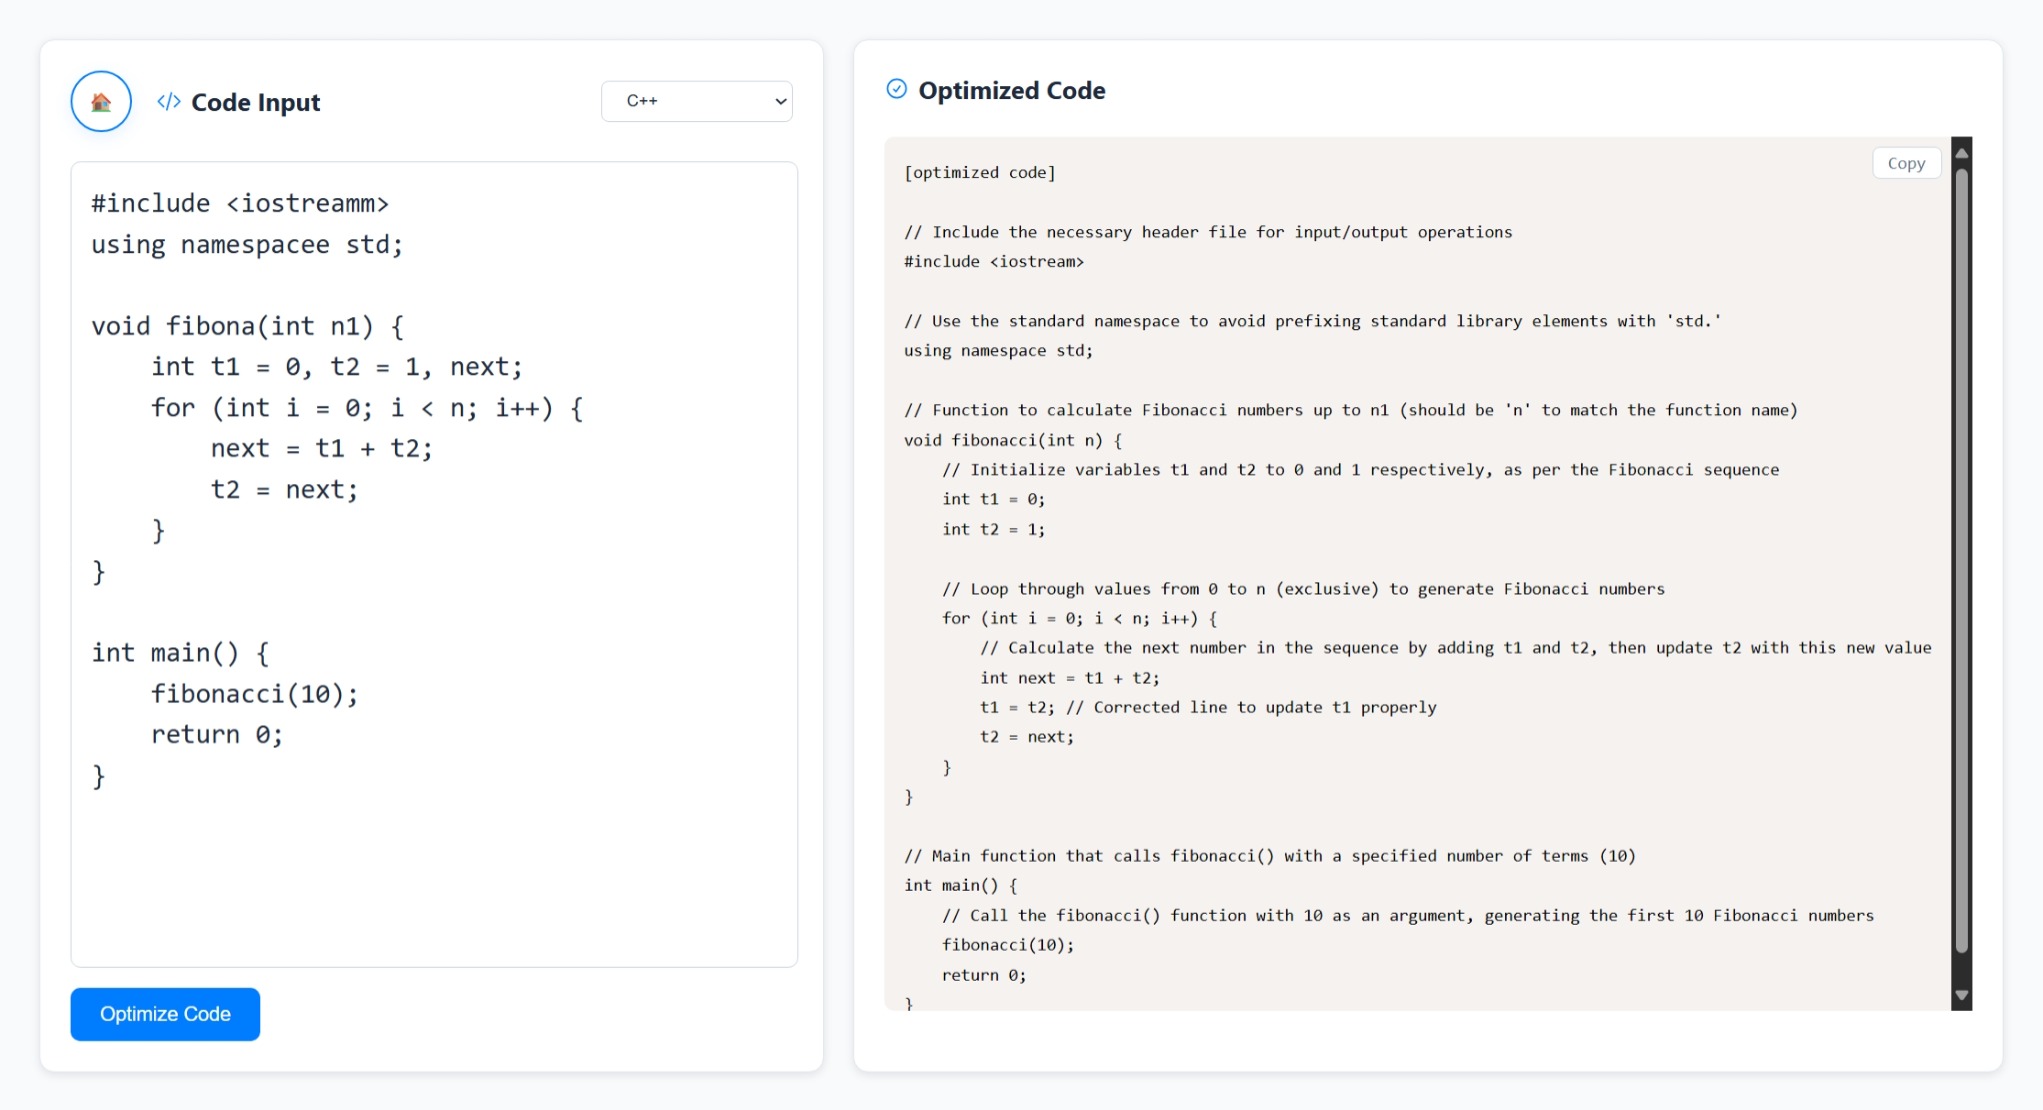 </> Code Input
C++
#include <iostreamm>
using namespacee std;

void fibona(int n1) {
    int t1 = 0, t2 = 1, next;
    for (int i = 0; i < n; i++) {
        next = t1 + t2;
        t2 = next;
    }
}

int main() {
    fibonacci(10);
    return 0;
}
Optimize Code
Optimized Code
Copy
[optimized code]

// Include the necessary header file for input/output operations
#include <iostream>

// Use the standard namespace to avoid prefixing standard library elements with 'std.'
using namespace std;

// Function to calculate Fibonacci numbers up to n1 (should be 'n' to match the function name)
void fibonacci(int n) {
    // Initialize variables t1 and t2 to 0 and 1 respectively, as per the Fibonacci sequence
    int t1 = 0;
    int t2 = 1;

    // Loop through values from 0 to n (exclusive) to generate Fibonacci numbers
    for (int i = 0; i < n; i++) {
        // Calculate the next number in the sequence by adding t1 and t2, then update t2 with this new value
        int next = t1 + t2;
        t1 = t2; // Corrected line to update t1 properly
        t2 = next;
    }
}

// Main function that calls fibonacci() with a specified number of terms (10)
int main() {
    // Call the fibonacci() function with 10 as an argument, generating the first 10 Fibonacci numbers
    fibonacci(10);
    return 0;
}